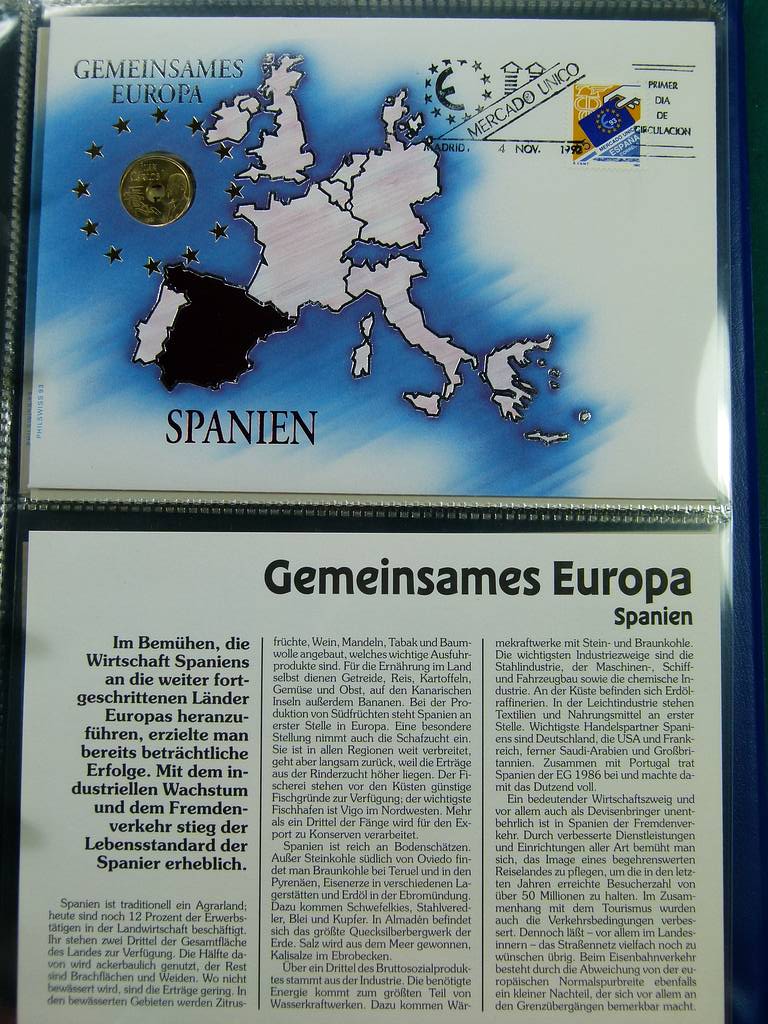 GEMEINSAMES
EUROPA
MERCADO UNICO
MADRID, 4 NOV. 1992
PRIMER
DIA
DE
CIRCULACION
MERCADO UNICO
ESPAÑA
SPANIEN
PHILSWISS 93
Gemeinsames Europa
Spanien
Im Bemühen, die
Wirtschaft Spaniens
an die weiter fort-
geschrittenen Länder
Europas heranzu-
führen, erzielte man
bereits beträchtliche
Erfolge. Mit dem in-
dustriellen Wachstum
und dem Fremden-
verkehr stieg der
Lebensstandard der
Spanier erheblich.
Spanien ist traditionell ein Agrarland;
heute sind noch 12 Prozent der Erwerbs-
tätigen in der Landwirtschaft beschäftigt.
Ihr stehen zwei Drittel der Gesamtfläche
des Landes zur Verfügung. Die Hälfte da-
von wird ackerbaulich genutzt, der Rest
sind Brachflächen und Weiden. Wo nicht
bewässert wird, sind die Erträge gering. In
den bewässerten Gebieten werden Zitrus-
früchte, Wein, Mandeln, Tabak und Baum-
wolle angebaut, welches wichtige Ausfuhr-
produkte sind. Für die Ernährung im Land
selbst dienen Getreide, Reis, Kartoffeln,
Gemüse und Obst, auf den Kanarischen
Inseln außerdem Bananen. Bei der Pro-
duktion von Südfrüchten steht Spanien an
erster Stelle in Europa. Eine besondere
Stellung nimmt auch die Schafzucht ein.
Sie ist in allen Regionen weit verbreitet,
geht aber langsam zurück, weil die Erträge
aus der Rinderzucht höher liegen. Der Fi-
scherei stehen vor den Küsten günstige
Fischgründe zur Verfügung; der wichtigste
Fischhafen ist Vigo im Nordwesten. Mehr
als ein Drittel der Fänge wird für den Ex-
port zu Konserven verarbeitet.
Spanien ist reich an Bodenschätzen.
Außer Steinkohle südlich von Oviedo fin-
det man Braunkohle bei Teruel und in den
Pyrenäen, Eisenerze in verschiedenen La-
gerstätten und Erdöl in der Ebromündung.
Dazu kommen Schwefelkies, Stahlvered-
ler, Blei und Kupfer. In Almadén befindet
sich das größte Quecksilberbergwerk der
Erde. Salz wird aus dem Meer gewonnen,
Kalisalze im Ebrobecken.
Über ein Drittel des Bruttosozialproduk-
tes stammt aus der Industrie. Die benötigte
Energie kommt zum größten Teil von
Wasserkraftwerken. Dazu kommen Wär-
mekraftwerke mit Stein- und Braunkohle.
Die wichtigsten Industriezweige sind die
Stahlindustrie, der Maschinen-, Schiff-
und Fahrzeugbau sowie die chemische In-
dustrie. An der Küste befinden sich Erdöl-
raffinerien. In der Leichtindustrie stehen
Textilien und Nahrungsmittel an erster
Stelle. Wichtigste Handelspartner Spani-
ens sind Deutschland, die USA und Frank-
reich, ferner Saudi-Arabien und Großbri-
tannien. Zusammen mit Portugal trat
Spanien der EG 1986 bei und machte da-
mit das Dutzend voll.
Ein bedeutender Wirtschaftszweig und
vor allem auch als Devisenbringer unent-
behrlich ist in Spanien der Fremdenver-
kehr. Durch verbesserte Dienstleistungen
und Einrichtungen aller Art bemüht man
sich, das Image eines begehrenswerten
Reiselandes zu pflegen, um die in den letz-
ten Jahren erreichte Besucherzahl von
über 50 Millionen zu halten. Im Zusam-
menhang mit dem Tourismus wurden
auch die Verkehrsbedingungen verbes-
sert. Dennoch läßt – vor allem im Landes-
innern – das Straßennetz vielfach noch zu
wünschen übrig. Beim Eisenbahnverkehr
besteht durch die Abweichung von der eu-
ropäischen Normalspurbreite ebenfalls
ein kleiner Nachteil, der sich vor allem an
den Grenzübergängen bemerkbar macht.